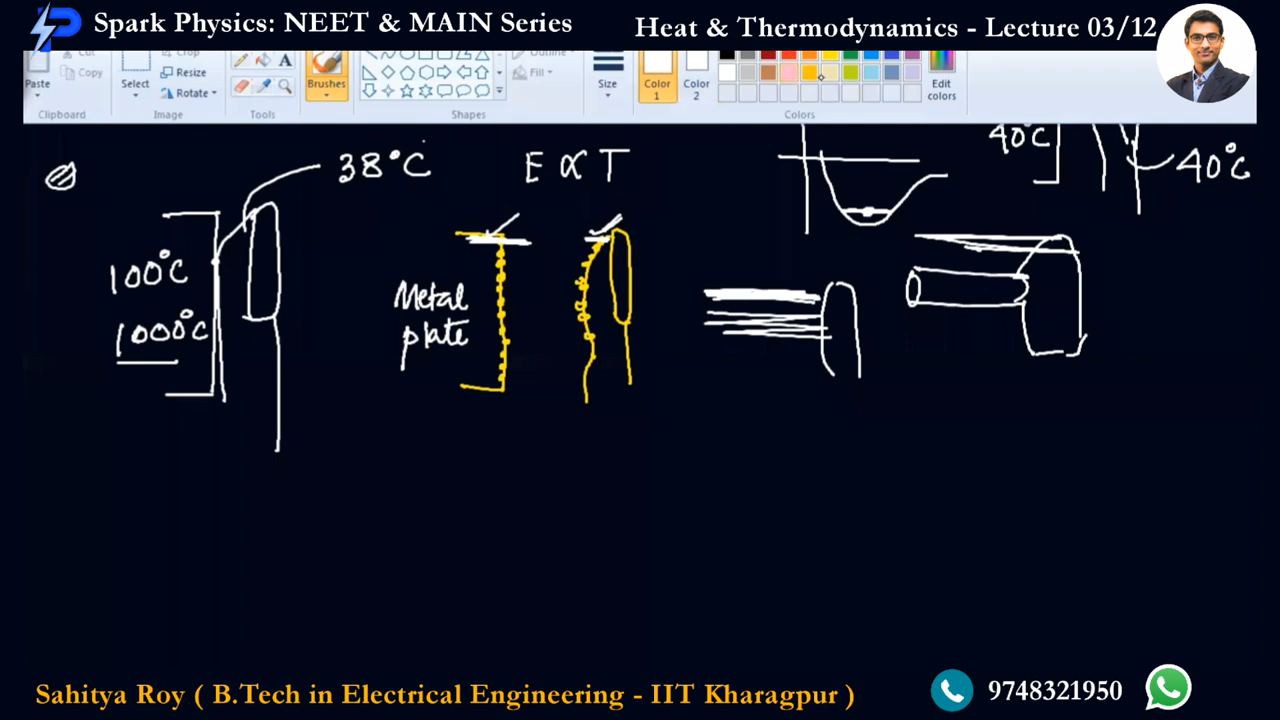 Spark Physics: NEET & MAIN Series
Heat & Thermodynamics - Lecture 03/12
Paste
Cut
Copy
Select
Crop
Resize
Rotate
A
Brushes
Outline
Fill
Size
Color
1
Color
2
Edit
colors
Clipboard
Image
Tools
Shapes
Colors
38°C
E ∝ T
40°C
40°C
100°C
1000°C
Metal
plate
Sahitya Roy ( B.Tech in Electrical Engineering - IIT Kharagpur )
9748321950